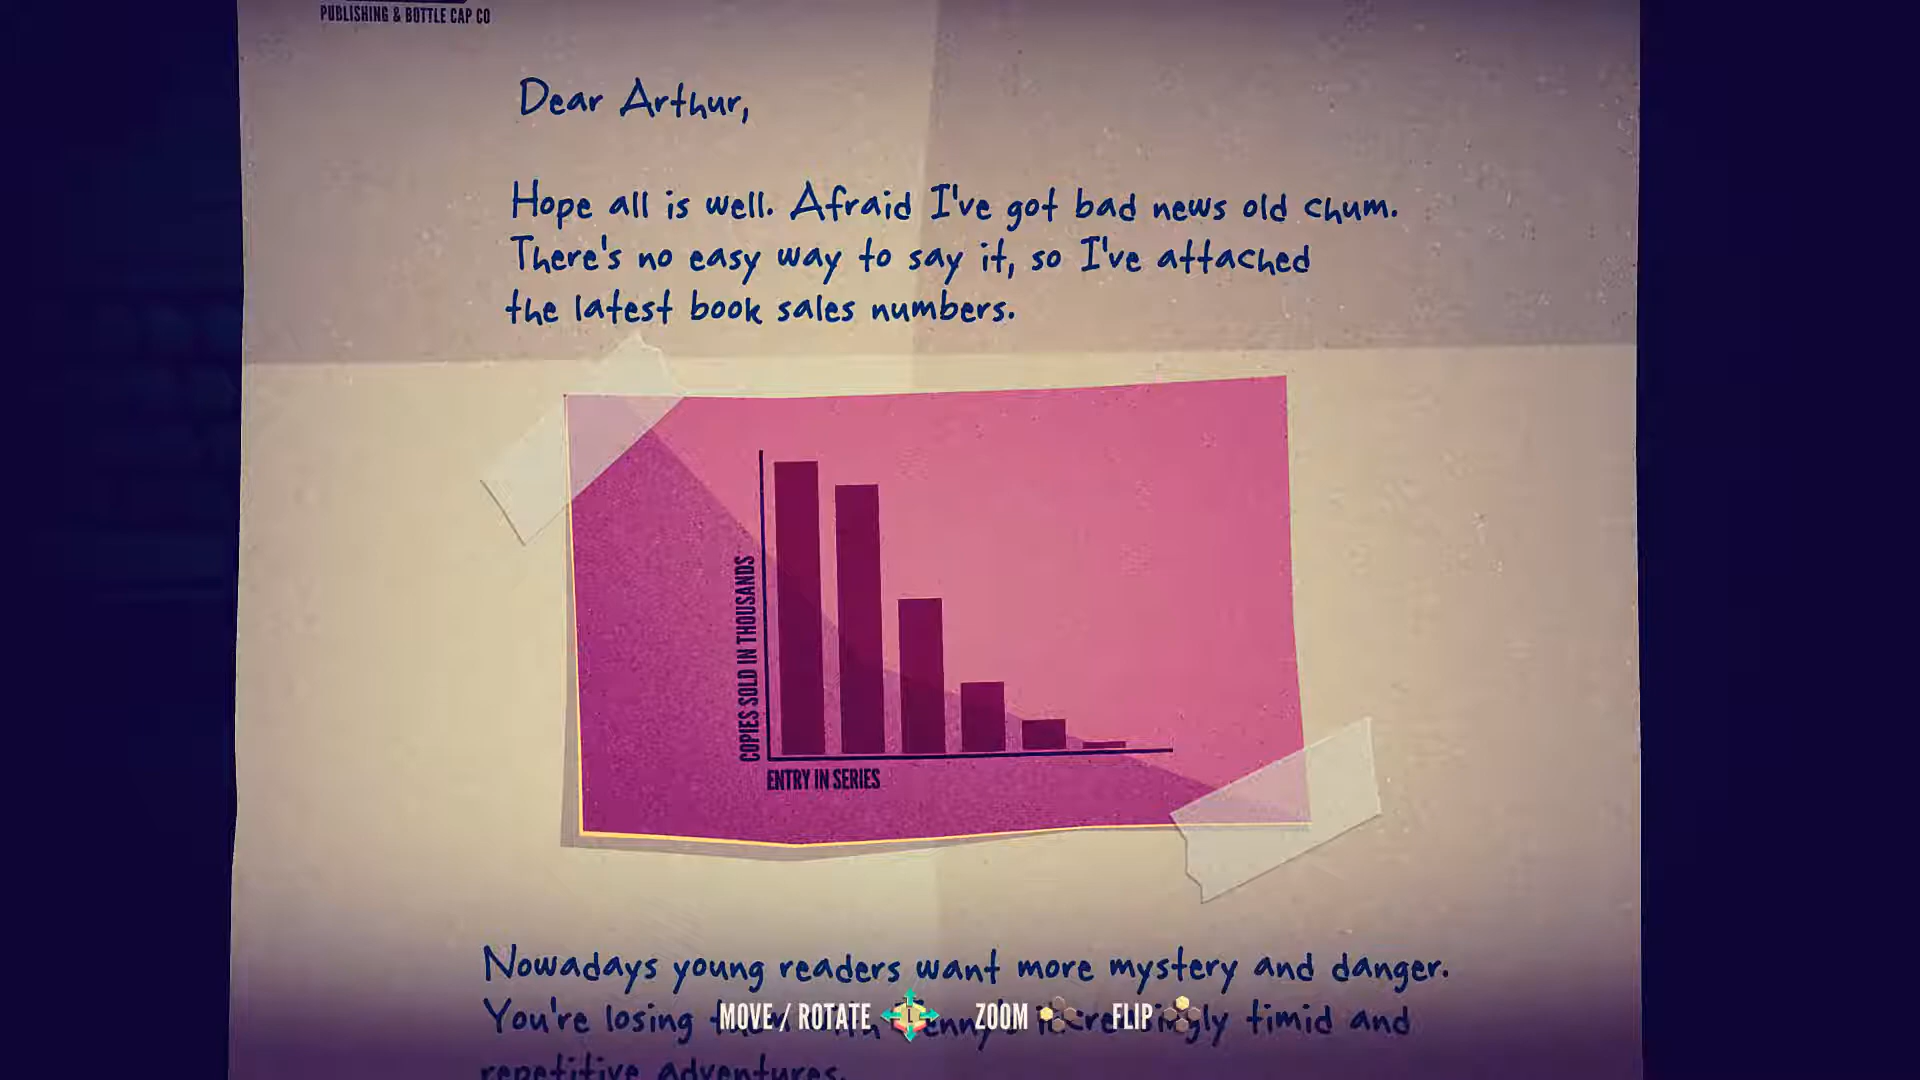 PUBLISHING & BOTTLE CAP CO
Dear Arthur,
Hope all is well. Afraid I've got bad news old chum.
There's no easy way to say it, so I've attached
the latest book sales numbers.
COPIES SOLD IN THOUSANDS
ENTRY IN SERIES
Nowadays young readers want more mystery and danger.
You're losing timid and
repetitive adventures.
MOVE / ROTATE L ZOOM FLIP